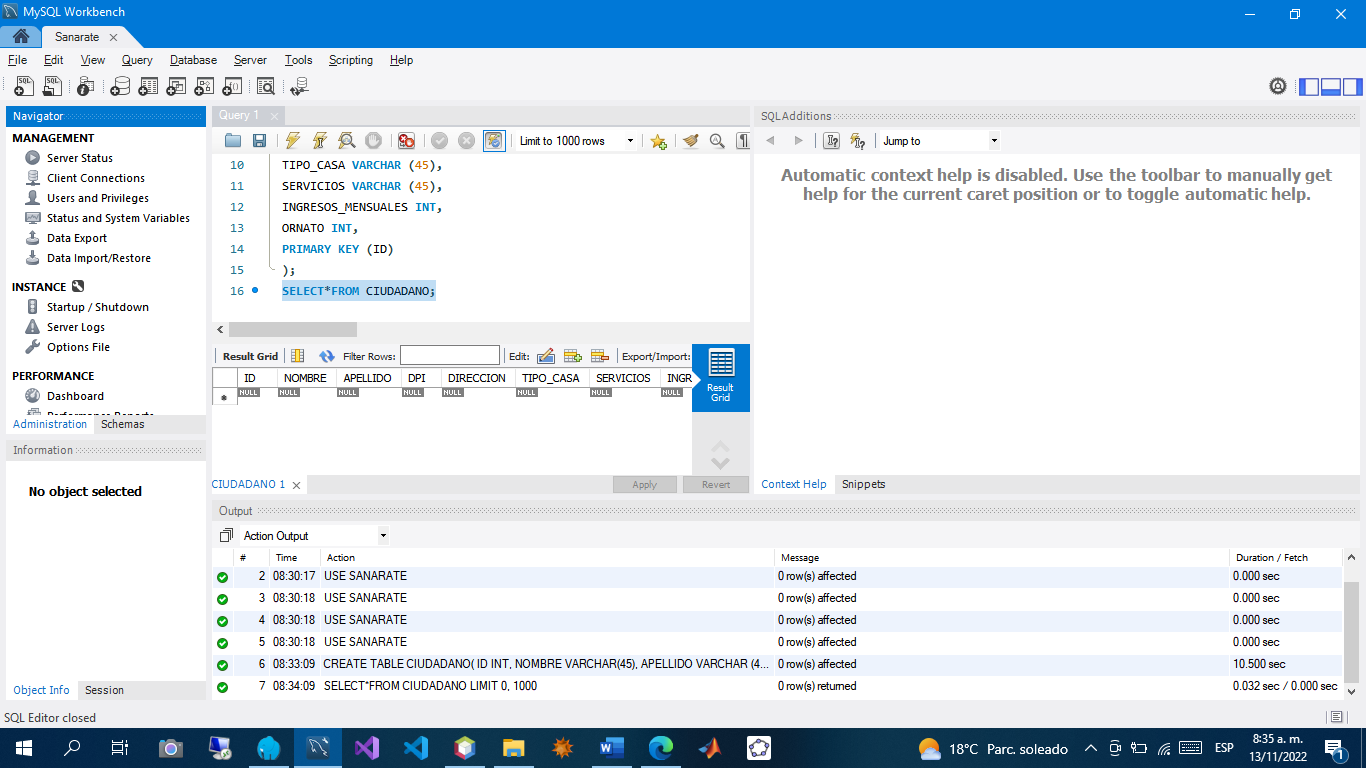 MySQL Workbench
Sanarate
File Edit View Query Database Server Tools Scripting Help
Navigator
MANAGEMENT
Server Status
Client Connections
Users and Privileges
Status and System Variables
Data Export
Data Import/Restore
INSTANCE
Startup / Shutdown
Server Logs
Options File
PERFORMANCE
Dashboard
Performance Reports
Administration Schemas
Information
No object selected
Object Info Session
Query 1
Limit to 1000 rows
10 TIPO_CASA VARCHAR (45),
11 SERVICIOS VARCHAR (45),
12 INGRESOS_MENSUALES INT,
13 ORNATO INT,
14 PRIMARY KEY (ID)
15 );
16 SELECT*FROM CIUDADANO;
Result Grid Filter Rows: Edit: Export/Import:
ID NOMBRE APELLIDO DPI DIRECCION TIPO_CASA SERVICIOS INGR
NULL NULL NULL NULL NULL NULL NULL NULL
Result
Grid
CIUDADANO 1 Apply Revert
SQLAdditions
Jump to
Automatic context help is disabled. Use the toolbar to manually get
help for the current caret position or to toggle automatic help.
Context Help Snippets
Output
Action Output
# Time Action Message Duration / Fetch
2 08:30:17 USE SANARATE 0 row(s) affected 0.000 sec
3 08:30:18 USE SANARATE 0 row(s) affected 0.000 sec
4 08:30:18 USE SANARATE 0 row(s) affected 0.000 sec
5 08:30:18 USE SANARATE 0 row(s) affected 0.000 sec
6 08:33:09 CREATE TABLE CIUDADANO( ID INT, NOMBRE VARCHAR(45), APELLIDO VARCHAR (4... 0 row(s) affected 10.500 sec
7 08:34:09 SELECT*FROM CIUDADANO LIMIT 0, 1000 0 row(s) returned 0.032 sec / 0.000 sec
SQL Editor closed
18°C Parc. soleado ESP 8:35 a. m.
13/11/2022
1